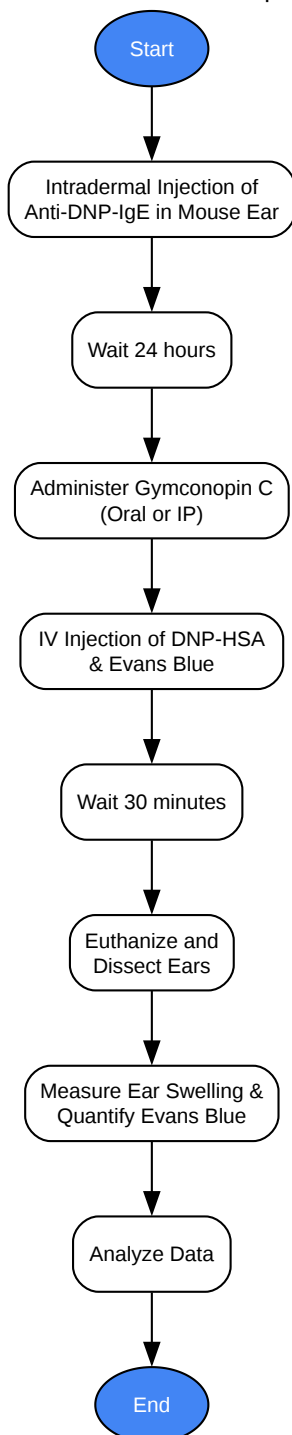 Start
Intradermal Injection of
Anti-DNP-IgE in Mouse Ear
Wait 24 hours
Administer Gymconopin C
(Oral or IP)
IV Injection of DNP-HSA
& Evans Blue
Wait 30 minutes
Euthanize and
Dissect Ears
Measure Ear Swelling &
Quantify Evans Blue
Analyze Data
End